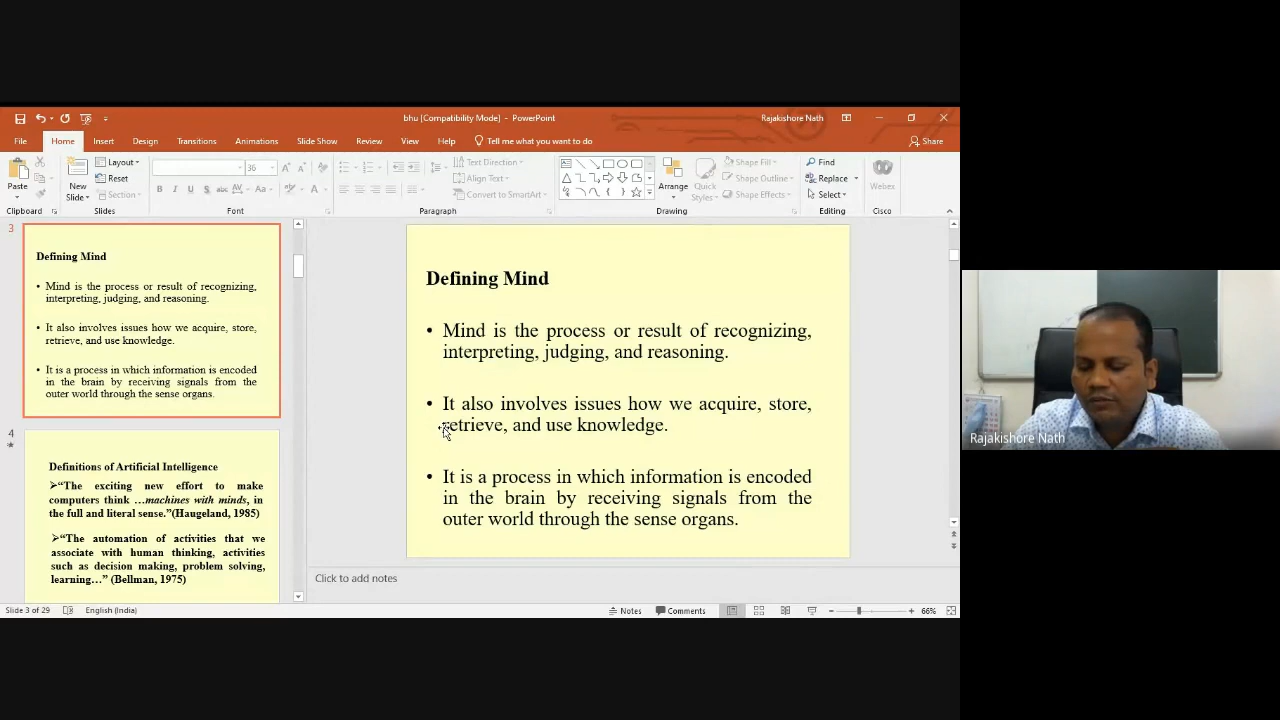 bhu [Compatibility Mode] - PowerPoint
Rajakishore Nath
File Home Insert Design Transitions Animations Slide Show Review View Help Tell me what you want to do Share
Paste
Clipboard
New
Slide
Layout
Reset
Section
Slides
36
B I U S abc AV Aa A
Font
Paragraph
Text Direction
Align Text
Convert to SmartArt
Arrange
Quick
Styles
Shape Fill
Shape Outline
Shape Effects
Drawing
Find
Replace
Select
Editing
Webex
Cisco
3
Defining Mind
• Mind is the process or result of recognizing,
interpreting, judging, and reasoning.
• It also involves issues how we acquire, store,
retrieve, and use knowledge.
• It is a process in which information is encoded
in the brain by receiving signals from the
outer world through the sense organs.
4
Definitions of Artificial Intelligence
➢“The exciting new effort to make
computers think …machines with minds, in
the full and literal sense.”(Haugeland, 1985)
➢“The automation of activities that we
associate with human thinking, activities
such as decision making, problem solving,
learning…” (Bellman, 1975)
Defining Mind
• Mind is the process or result of recognizing,
interpreting, judging, and reasoning.
• It also involves issues how we acquire, store,
retrieve, and use knowledge.
• It is a process in which information is encoded
in the brain by receiving signals from the
outer world through the sense organs.
Click to add notes
Slide 3 of 29 English (India) Notes Comments 66%
Rajakishore Nath